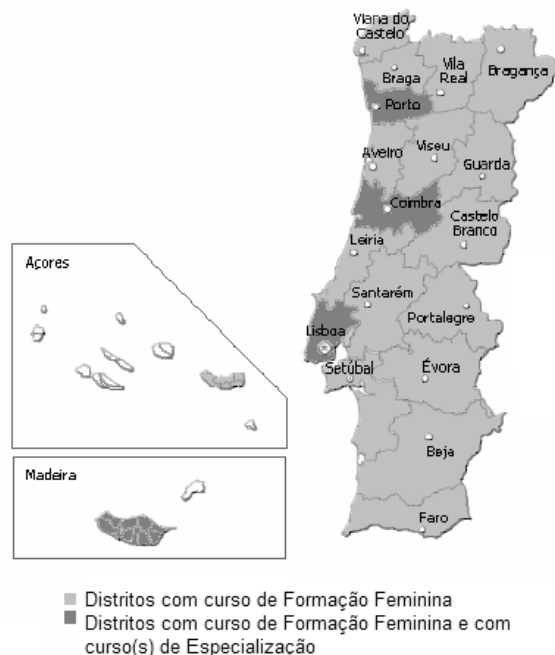 Viana do
Castelo
Braga
Vila
Real
Bragança
Porto
Aveiro
Viseu
Guarda
Coimbra
Castelo
Branco
Leiria
Açores
Santarém
Portalegre
Lisboa
Setúbal
Évora
Beja
Madeira
Faro
Distritos com curso de Formação Feminina
Distritos com curso de Formação Feminina e com
curso(s) de Especialização